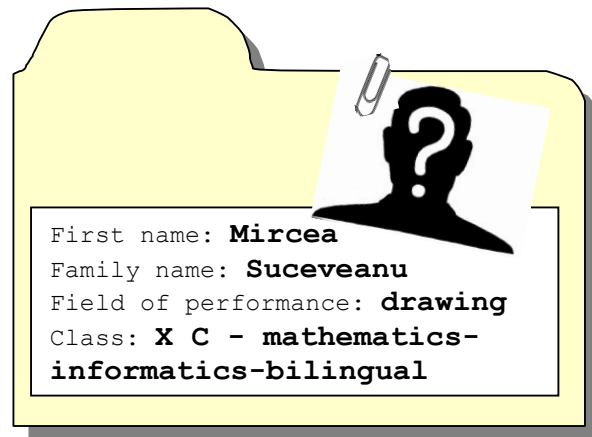 First name: Mircea
Family name: Suceveanu
Field of performance: drawing
Class: X C - mathematics-
informatics-bilingual
?